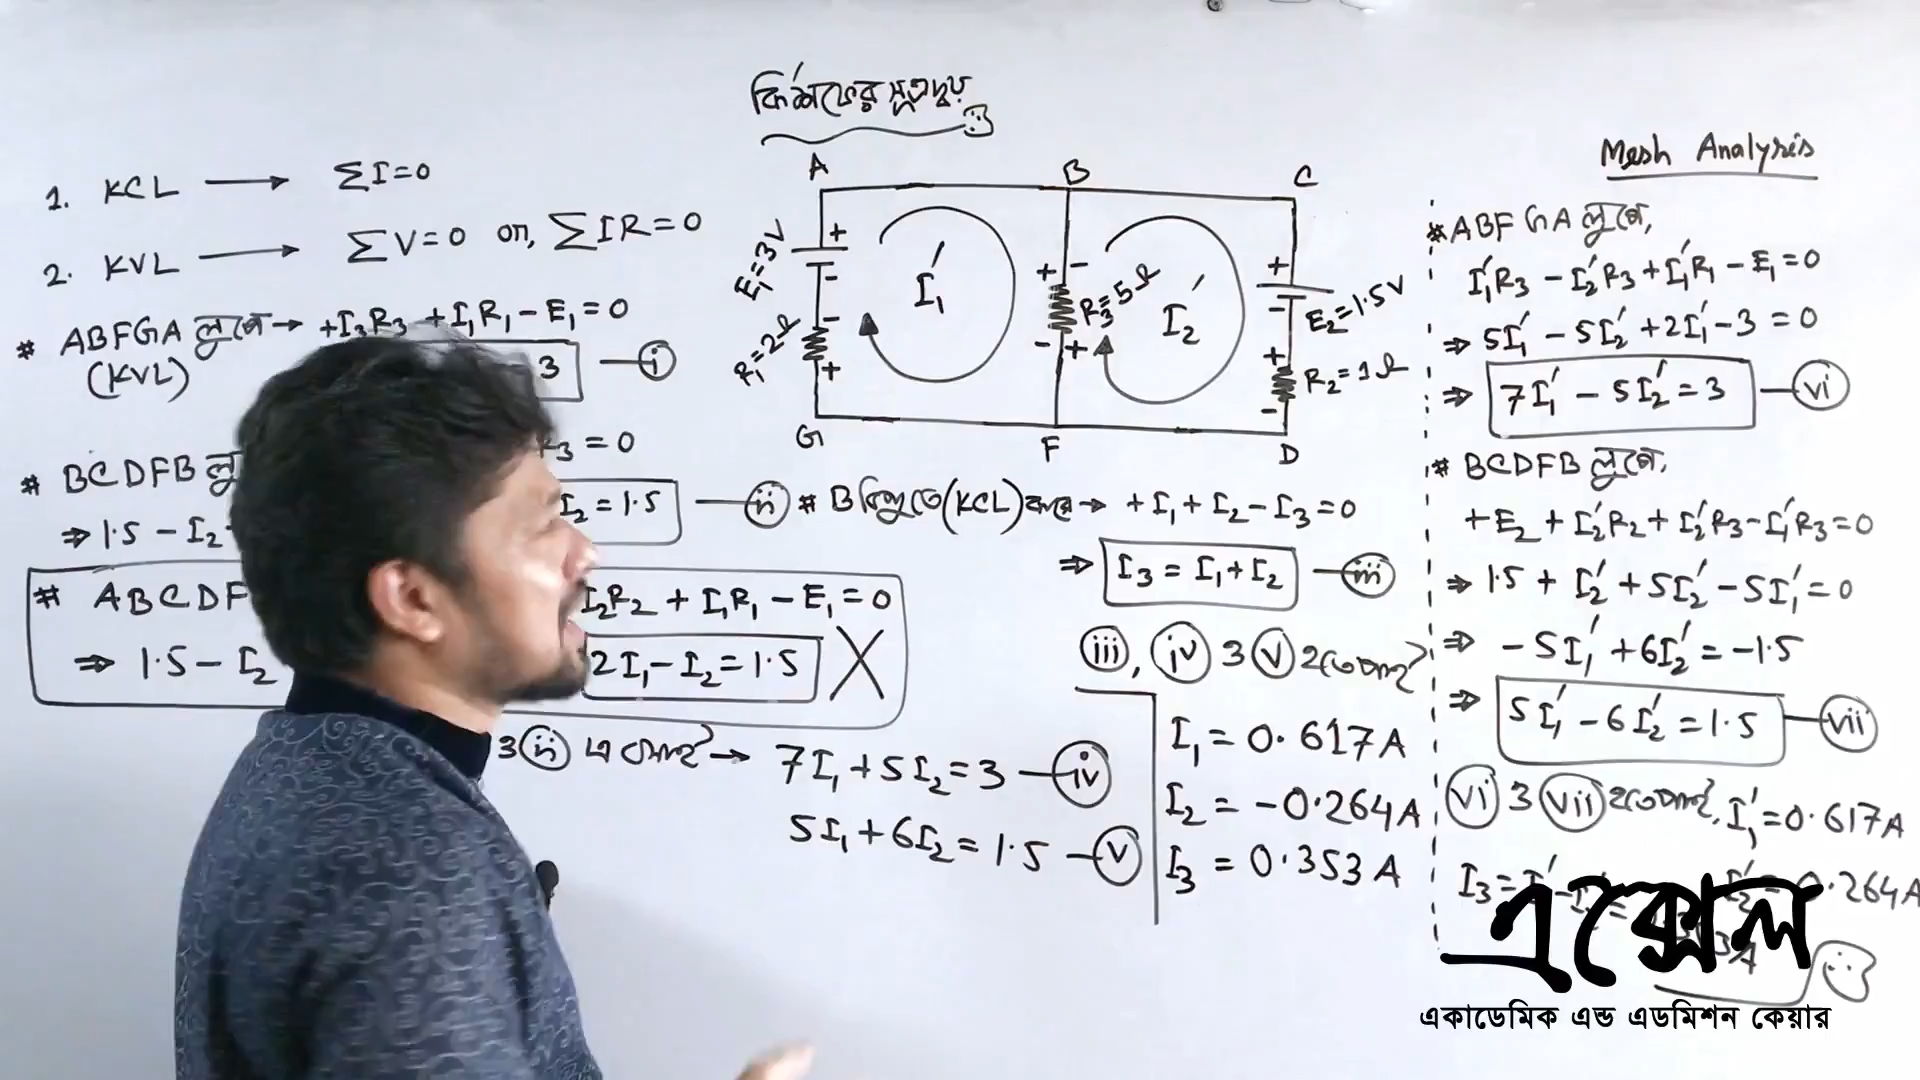 কির্শফের সূত্রদ্বয়
1. KCL → ΣI=0
2. KVL → ΣV=0 or, ΣIR=0
* ABFGA লুপে → +I₃R₃ +I₁R₁ - E₁ = 0
(KVL)
3 — i
* BCDFB
R₃ = 0
⇒ 1.5 - I₂
I₂ = 1.5 — ii
* ABCDF
I₂R₂ + I₁R₁ - E₁ = 0
⇒ 1.5 - I₂
2I₁ - I₂ = 1.5 X
ও ii এ
→ 7I₁ + 5I₂ = 3 — iv
5I₁ + 6I₂ = 1.5 — v
A B C
E₁=3V
R₁=2Ω
I₁′
R₃=5Ω
I₂′
E₂=1.5V
R₂=1Ω
G F D
* B বিন্দুতে (KCL) করে → +I₁ + I₂ - I₃ = 0
⇒ I₃ = I₁ + I₂ — iii
iii, iv ও v হতে পাই
I₁ = 0.617A
I₂ = -0.264A
I₃ = 0.353A
Mesh Analysis
* ABFGA লুপে,
I₁′R₃ - I₂′R₃ + I₁′R₁ - E₁ = 0
⇒ 5I₁′ - 5I₂′ + 2I₁′ - 3 = 0
⇒ 7I₁′ - 5I₂′ = 3 — vi
* BCDFB লুপে,
+E₂ + I₂′R₂ + I₂′R₃ - I₁′R₃ = 0
⇒ 1.5 + I₂′ + 5I₂′ - 5I₁′ = 0
⇒ -5I₁′ + 6I₂′ = -1.5
⇒ 5I₁′ - 6I₂′ = 1.5 — vii
vi ও vii হতে পাই, I₁′ = 0.617A
I₃ =
0.264A
এক্সেল
একাডেমিক এন্ড এডমিশন কেয়ার